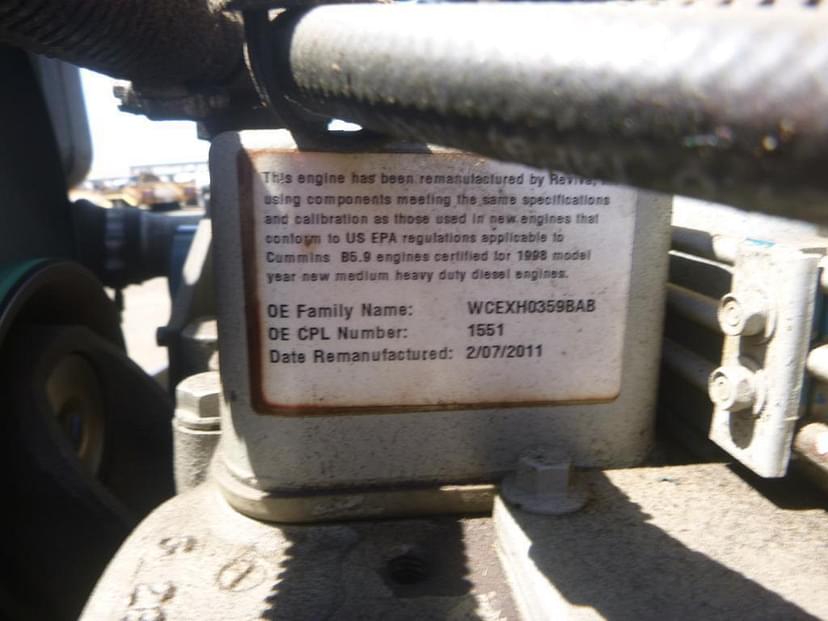 This engine has been remanufactured by Reviva,
using components meeting the same specifications
and calibration as those used in new engines that
conform to US EPA regulations applicable to
Cummins B5.9 engines certified for 1998 model
year new medium heavy duty diesel engines.
OE Family Name: WCEXH0359BAB
OE CPL Number: 1551
Date Remanufactured: 2/07/2011